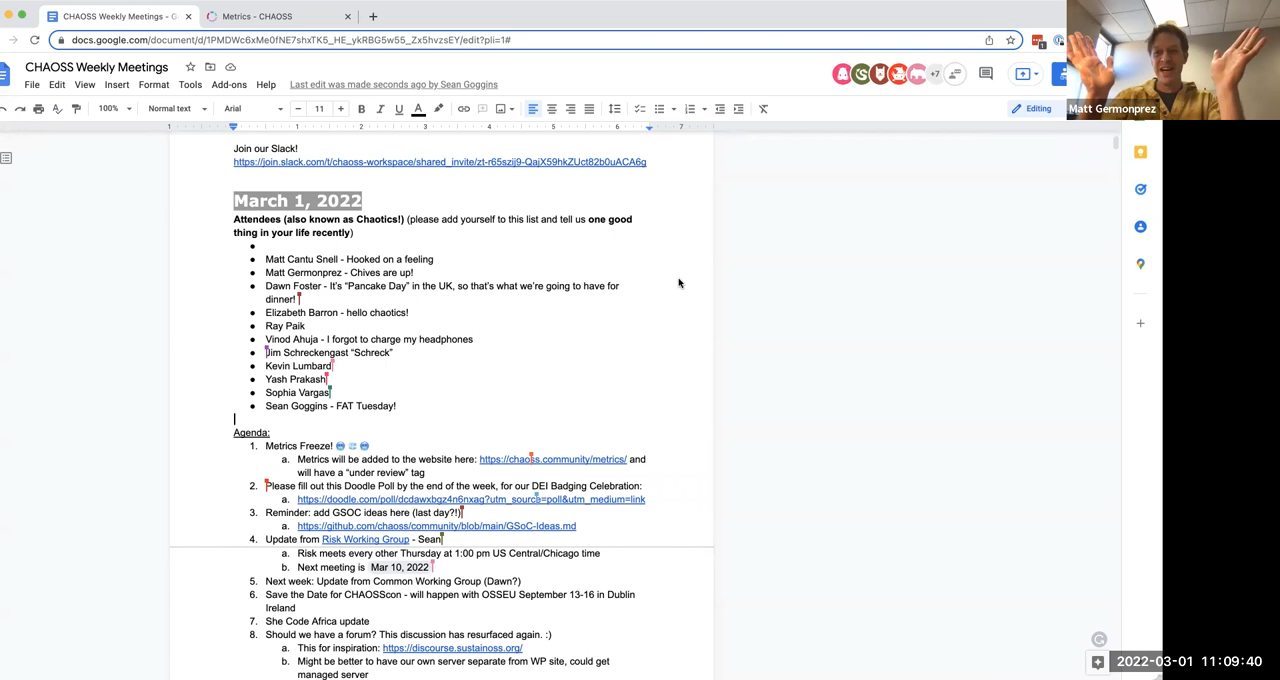 CHAOSS Weekly Meetings - G
Metrics - CHAOSS
docs.google.com/document/d/1PMDWc6xMe0fNE7shxTK5_HE_ykRBG5w55_Zx5hvzsEY/edit?pli=1#
CHAOSS Weekly Meetings
File Edit View Insert Format Tools Add-ons Help Last edit was made seconds ago by Sean Goggins
+7
Matt Germonprez
100% Normal text Arial 11 B I U A Editing
1 1 2 3 4 5 6 7
Join our Slack!
https://join.slack.com/t/chaoss-workspace/shared_invite/zt-r65szij9-QajX59hkZUct82b0uACA6g
March 1, 2022
Attendees (also known as Chaotics!) (please add yourself to this list and tell us one good
thing in your life recently)
Matt Cantu Snell - Hooked on a feeling
Matt Germonprez - Chives are up!
Dawn Foster - It's "Pancake Day" in the UK, so that's what we're going to have for
dinner!
Elizabeth Barron - hello chaotics!
Ray Paik
Vinod Ahuja - I forgot to charge my headphones
Jim Schreckengast "Schreck"
Kevin Lumbard
Yash Prakash
Sophia Vargas
Sean Goggins - FAT Tuesday!
Agenda:
1. Metrics Freeze! 🥶 🥶 🥶
a. Metrics will be added to the website here: https://chaoss.community/metrics/ and
will have a "under review" tag
2. Please fill out this Doodle Poll by the end of the week, for our DEI Badging Celebration:
a. https://doodle.com/poll/dcdawxbgz4n6nxag?utm_source=poll&utm_medium=link
3. Reminder: add GSOC ideas here (last day?!)
a. https://github.com/chaoss/community/blob/main/GSoC-Ideas.md
4. Update from Risk Working Group - Sean
a. Risk meets every other Thursday at 1:00 pm US Central/Chicago time
b. Next meeting is Mar 10, 2022
5. Next week: Update from Common Working Group (Dawn?)
6. Save the Date for CHAOSScon - will happen with OSSEU September 13-16 in Dublin
Ireland
7. She Code Africa update
8. Should we have a forum? This discussion has resurfaced again. :)
a. This for inspiration: https://discourse.sustainoss.org/
b. Might be better to have our own server separate from WP site, could get
managed server
2022-03-01 11:09:40